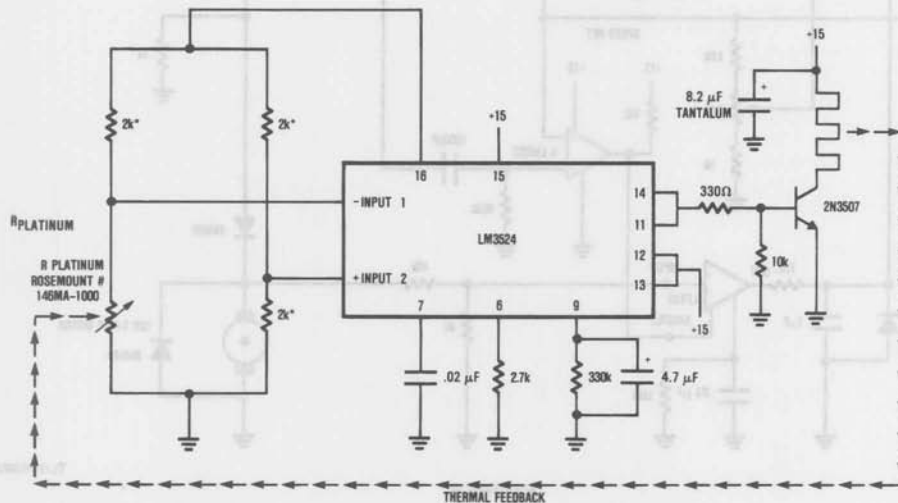 -15
8.2 µF
TANTALUM
2k*
2k*
+15
16
15
14
330Ω
2N3507
-INPUT 1
11
RPLATINUM
LM3524
R PLATINUM
ROSEMOUNT #
146MA-1000
10k
12
+INPUT 2
13
2k*
7
6
9
+15
.02 µF
2.7k
330k
4.7 µF
THERMAL FEEDBACK